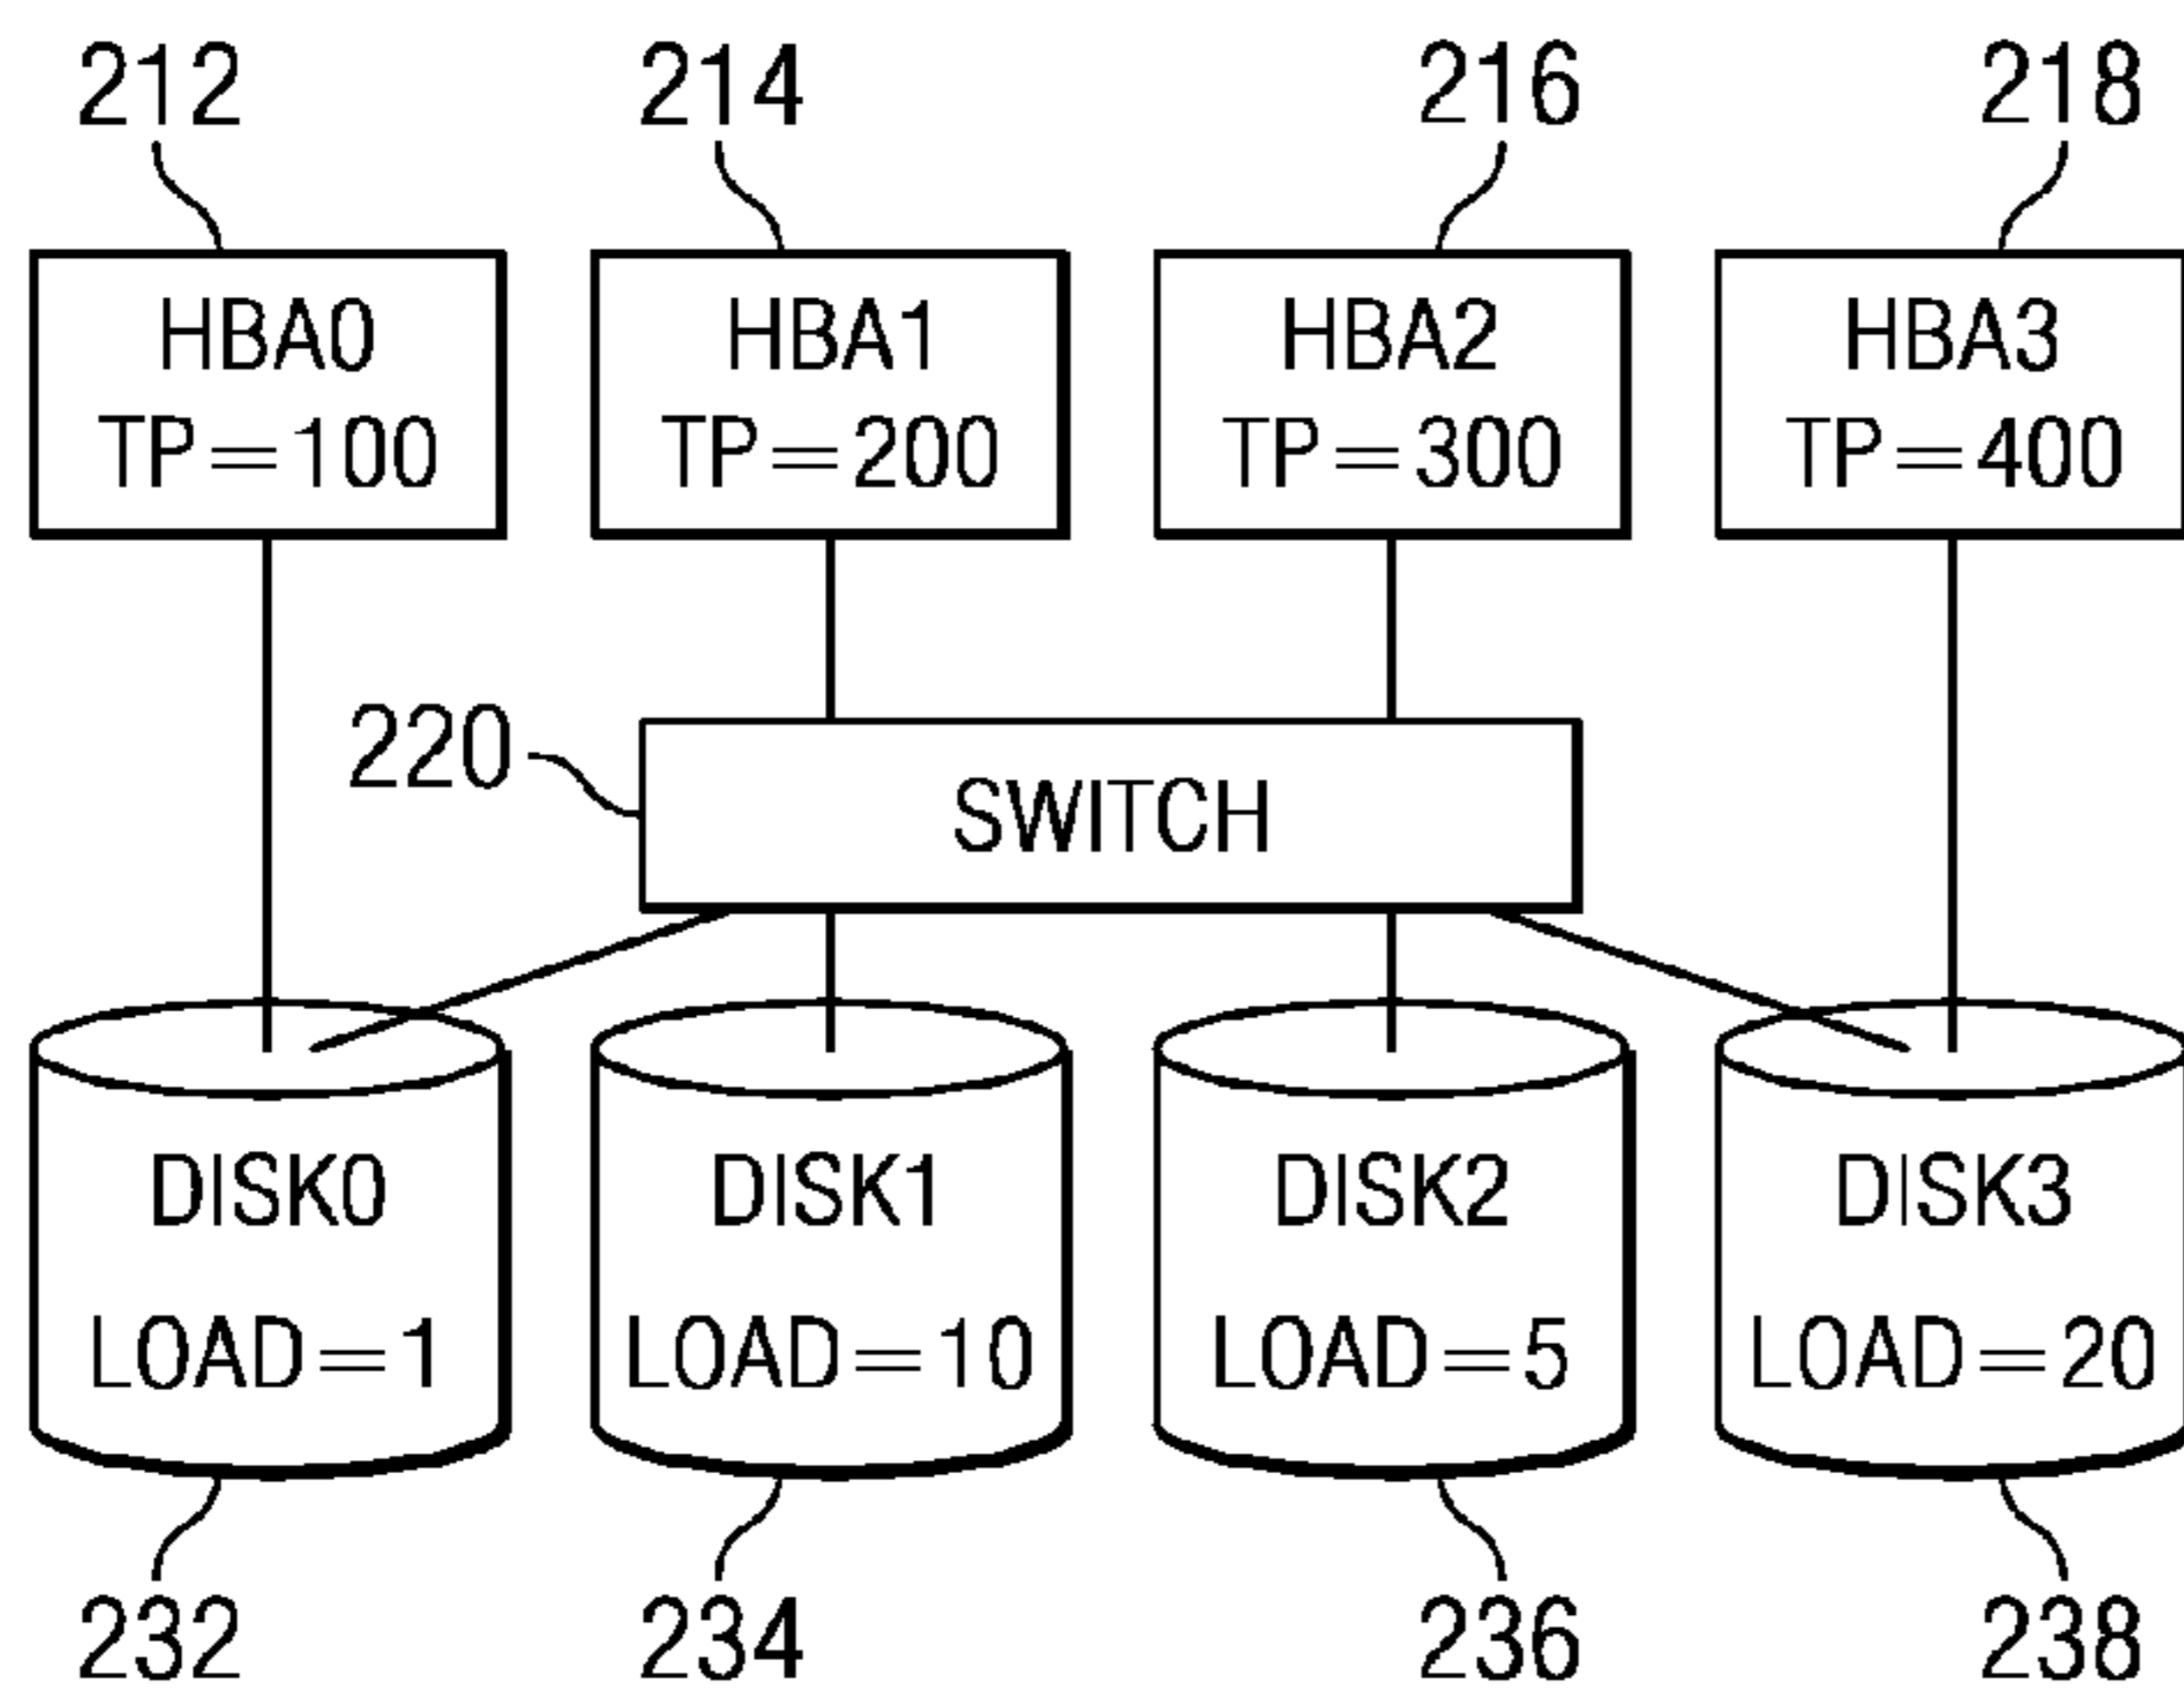 212 214 216 218
HBA0 HBA1 HBA2 HBA3
TP=100 TP=200 TP=300 TP=400
220
SWITCH
DISK0 DISK1 DISK2 DISK3
LOAD=1 LOAD=10 LOAD=5 LOAD=20
232 234 236 238